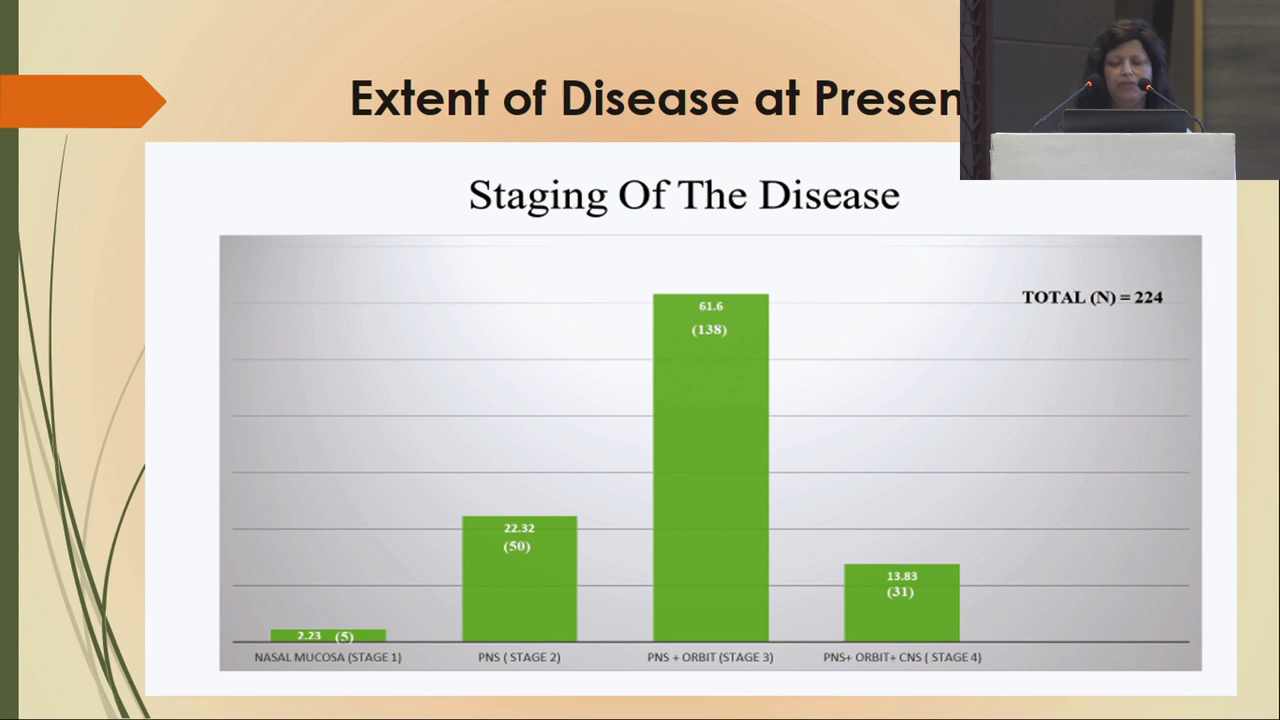 Extent of Disease at Presen
Staging Of The Disease
TOTAL (N) = 224
61.6
(138)
22.32
(50)
13.83
(31)
2.23 (5)
NASAL MUCOSA (STAGE 1)
PNS ( STAGE 2)
PNS + ORBIT (STAGE 3)
PNS+ ORBIT+ CNS ( STAGE 4)